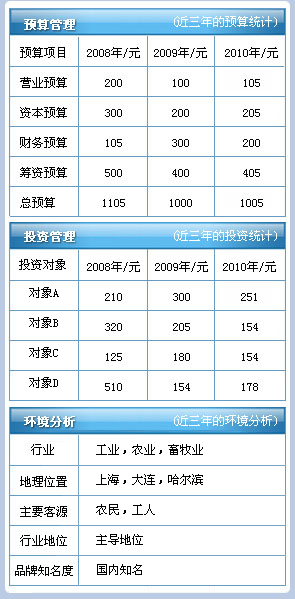 预算管理 (近三年的预算统计)
预算项目 2008年/元 2009年/元 2010年/元
营业预算 200 100 105
资本预算 300 200 205
财务预算 105 300 200
筹资预算 500 400 405
总预算 1105 1000 1005
投资管理 (近三年的投资统计)
投资对象 2008年/元 2009年/元 2010年/元
对象A 210 300 251
对象B 320 205 154
对象C 125 180 154
对象D 510 154 178
环境分析 (近三年的环境分析)
行业 工业，农业，畜牧业
地理位置 上海，大连，哈尔滨
主要客源 农民，工人
行业地位 主导地位
品牌知名度 国内知名